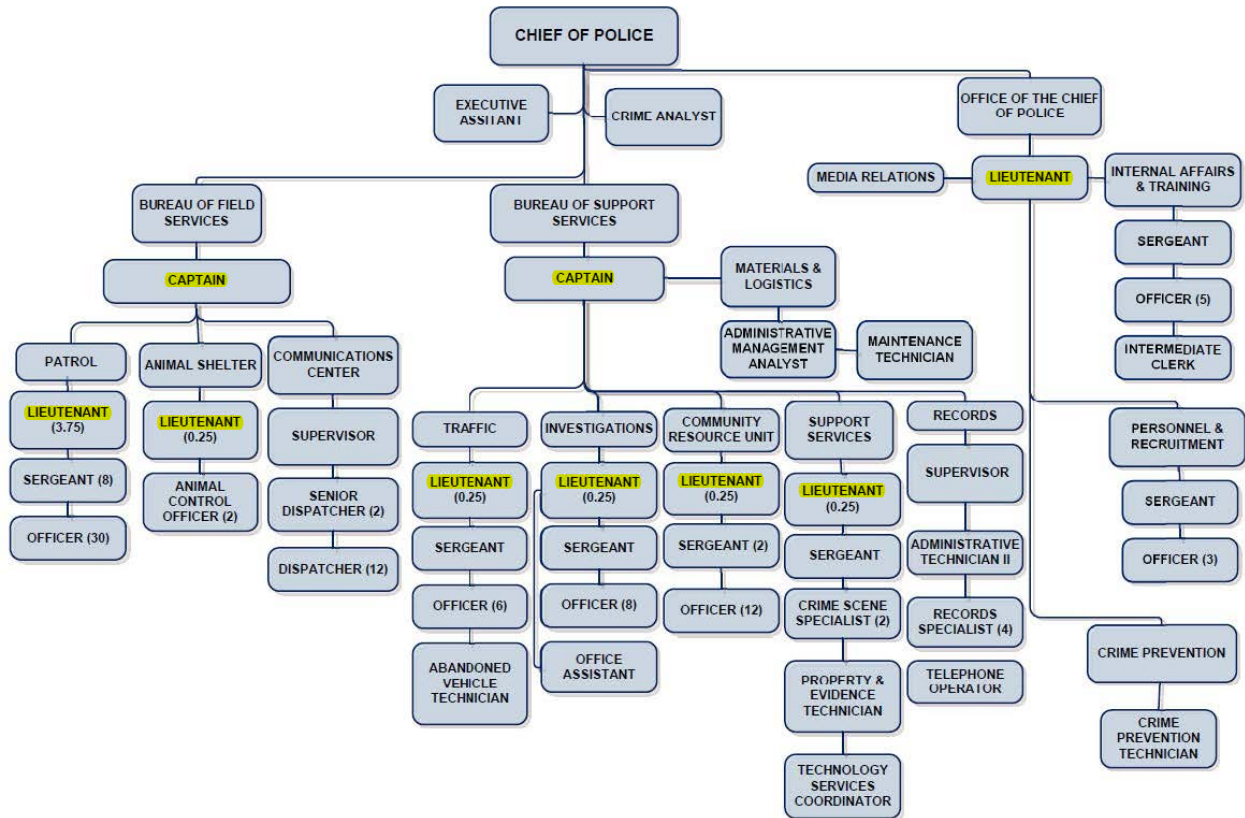 CHIEF OF POLICE
EXECUTIVE
ASSITANT
CRIME ANALYST
OFFICE OF THE CHIEF
OF POLICE
MEDIA RELATIONS
LIEUTENANT
INTERNAL AFFAIRS
& TRAINING
SERGEANT
OFFICER (5)
INTERMEDIATE
CLERK
PERSONNEL &
RECRUITMENT
SERGEANT
OFFICER (3)
CRIME PREVENTION
CRIME
PREVENTION
TECHNICIAN
BUREAU OF FIELD
SERVICES
CAPTAIN
PATROL
LIEUTENANT
(3.75)
SERGEANT (8)
OFFICER (30)
ANIMAL SHELTER
LIEUTENANT
(0.25)
ANIMAL
CONTROL
OFFICER (2)
COMMUNICATIONS
CENTER
SUPERVISOR
SENIOR
DISPATCHER (2)
DISPATCHER (12)
BUREAU OF SUPPORT
SERVICES
CAPTAIN
MATERIALS &
LOGISTICS
ADMINISTRATIVE
MANAGEMENT
ANALYST
MAINTENANCE
TECHNICIAN
TRAFFIC
LIEUTENANT
(0.25)
SERGEANT
OFFICER (6)
ABANDONED
VEHICLE
TECHNICIAN
INVESTIGATIONS
LIEUTENANT
(0.25)
SERGEANT
OFFICER (8)
OFFICE
ASSISTANT
COMMUNITY
RESOURCE UNIT
LIEUTENANT
(0.25)
SERGEANT (2)
OFFICER (12)
SUPPORT
SERVICES
LIEUTENANT
(0.25)
SERGEANT
CRIME SCENE
SPECIALIST (2)
PROPERTY &
EVIDENCE
TECHNICIAN
TECHNOLOGY
SERVICES
COORDINATOR
RECORDS
SUPERVISOR
ADMINISTRATIVE
TECHNICIAN II
RECORDS
SPECIALIST (4)
TELEPHONE
OPERATOR